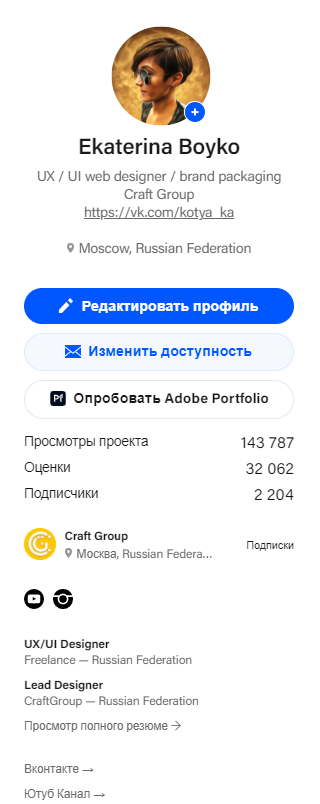 Ekaterina Boyko
UX / UI web designer / brand packaging
Craft Group
https://vk.com/kotya_ka
Moscow, Russian Federation
Редактировать профиль
Изменить доступность
Pf Опробовать Adobe Portfolio
Просмотры проекта 143 787
Оценки 32 062
Подписчики 2 204
Craft Group
Москва, Russian Federa...
Подписки
UX/UI Designer
Freelance — Russian Federation
Lead Designer
CraftGroup — Russian Federation
Просмотр полного резюме →
Вконтакте →
Ютуб Канал →